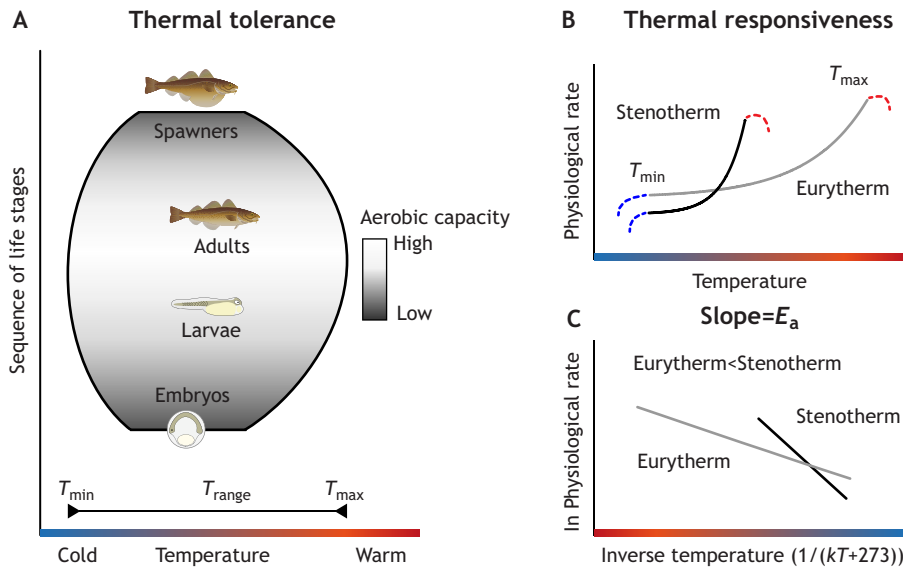 A
Thermal tolerance
Sequence of life stages
Spawners
Adults
Larvae
Embryos
Aerobic capacity
High
Low
Tmin
Trange
Tmax
Cold
Temperature
Warm
B
Thermal responsiveness
Physiological rate
Stenotherm
Tmax
Tmin
Eurytherm
Temperature
C
Slope=Ea
ln Physiological rate
Eurytherm<Stenotherm
Stenotherm
Eurytherm
Inverse temperature (1/(kT+273))